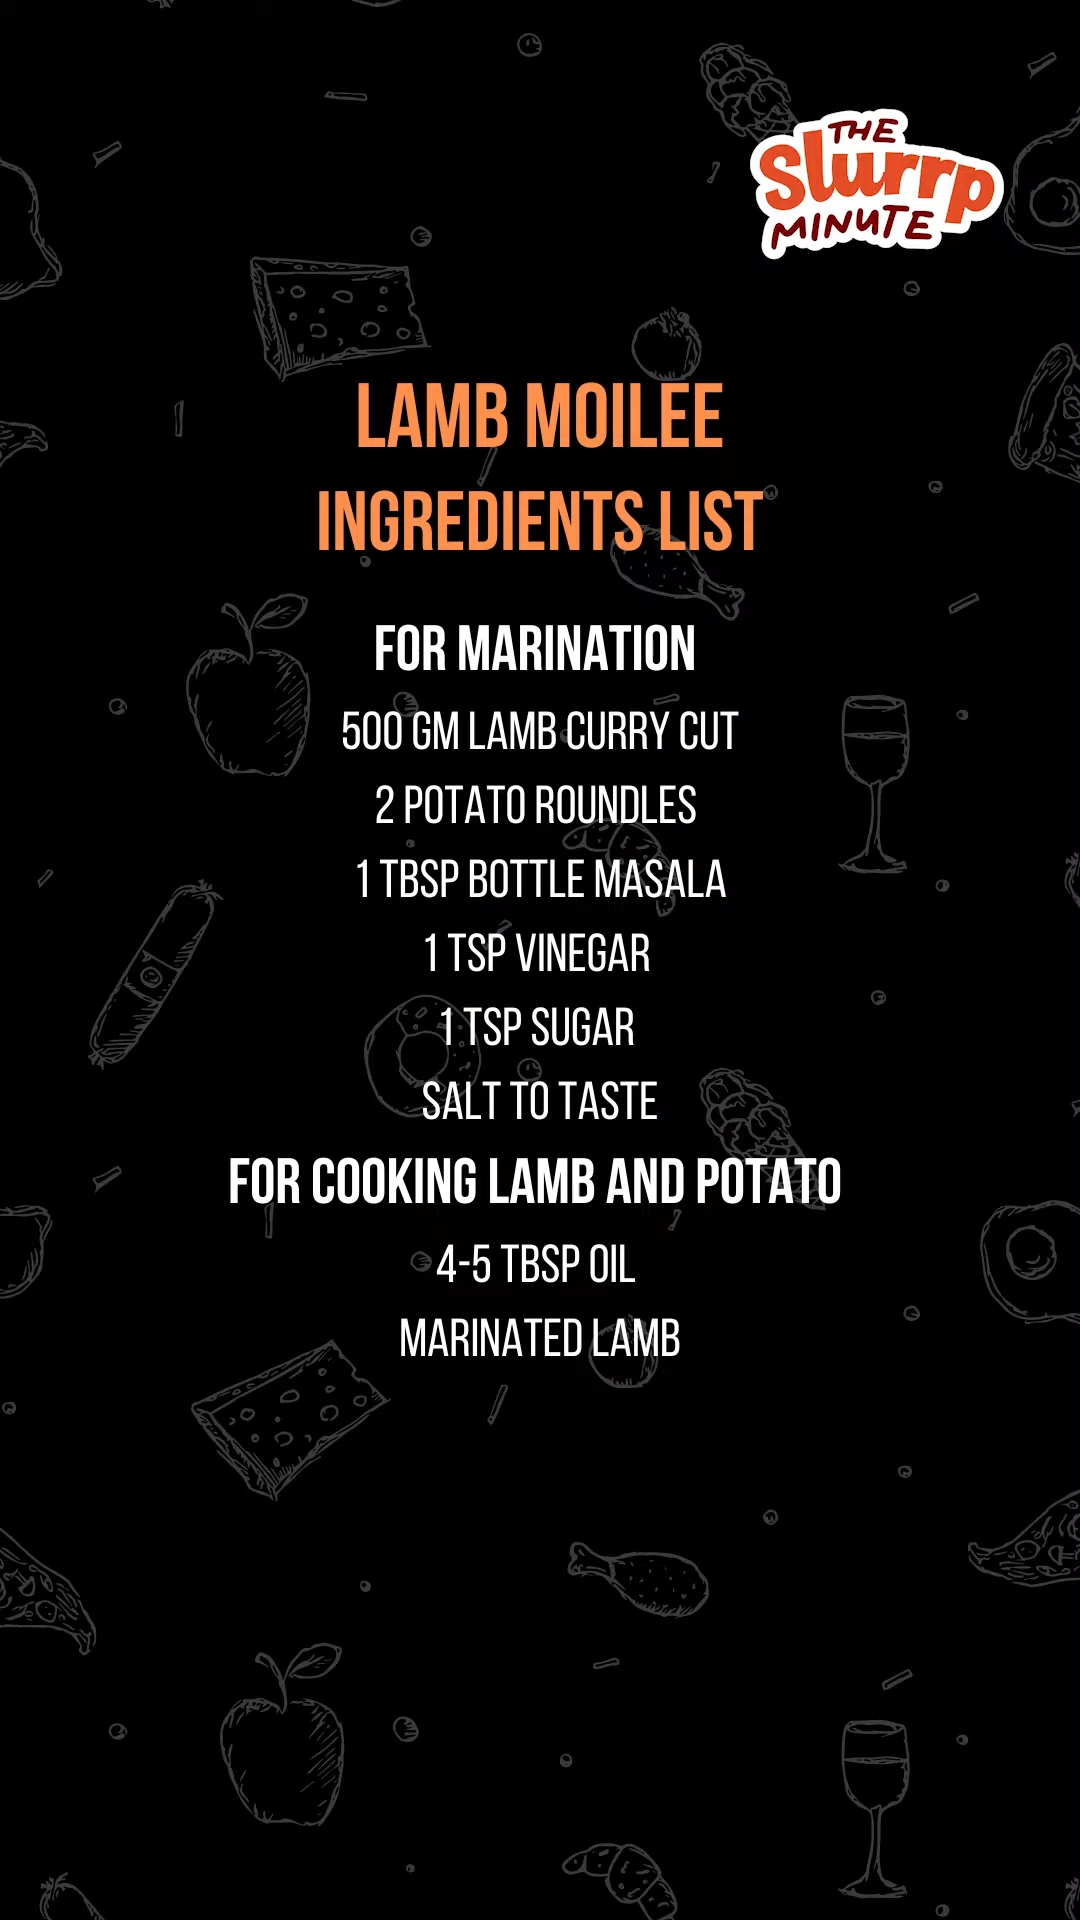 THE
Slurrp
MINUTE
LAMB MOILEE
INGREDIENTS LIST
FOR MARINATION
500 GM LAMB CURRY CUT
2 POTATO ROUNDLES
1 TBSP BOTTLE MASALA
1 TSP VINEGAR
1 TSP SUGAR
SALT TO TASTE
FOR COOKING LAMB AND POTATO
4-5 TBSP OIL
MARINATED LAMB